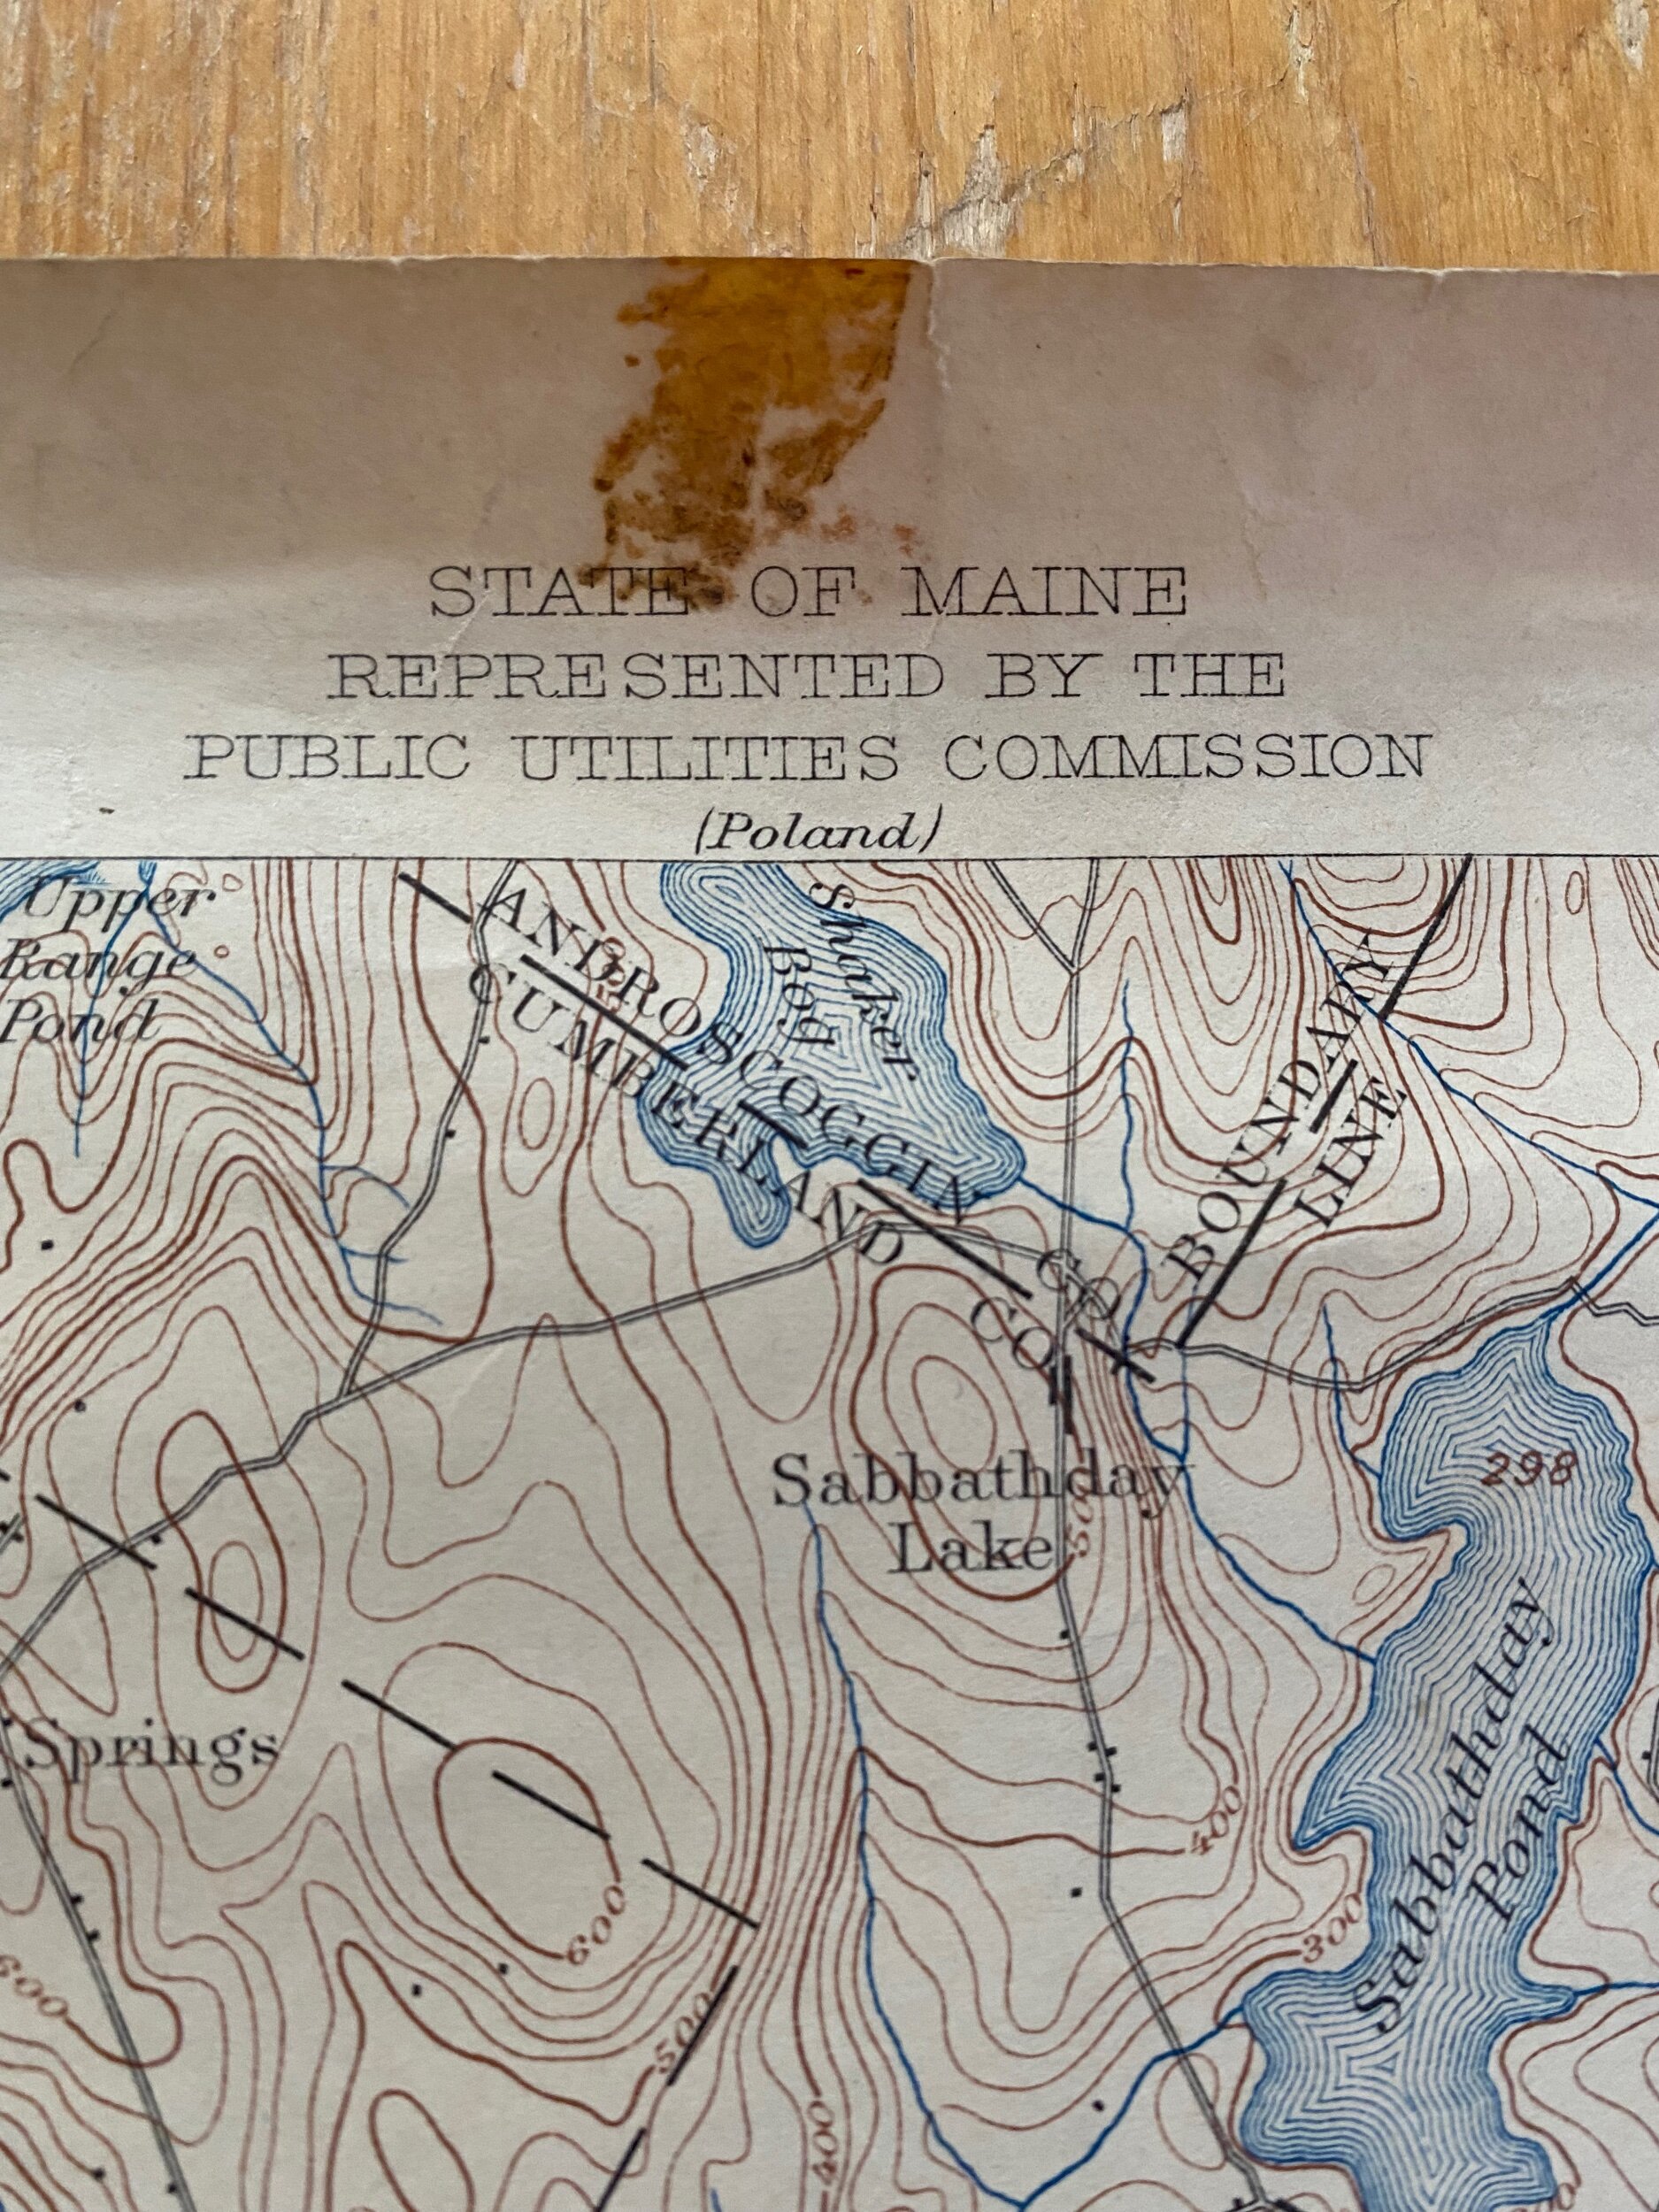 STATE OF MAINE
REPRESENTED BY THE
PUBLIC UTILITIES COMMISSION
(Poland)
Upper
Range
Pond
ANDROSCOGGIN CO
CUMBERLAND CO
Shaker
Bog
BOUNDARY
LINE
Sabbathday
Lake
298
Springs
Sabbathday
Pond
400
600
300
600
500
400